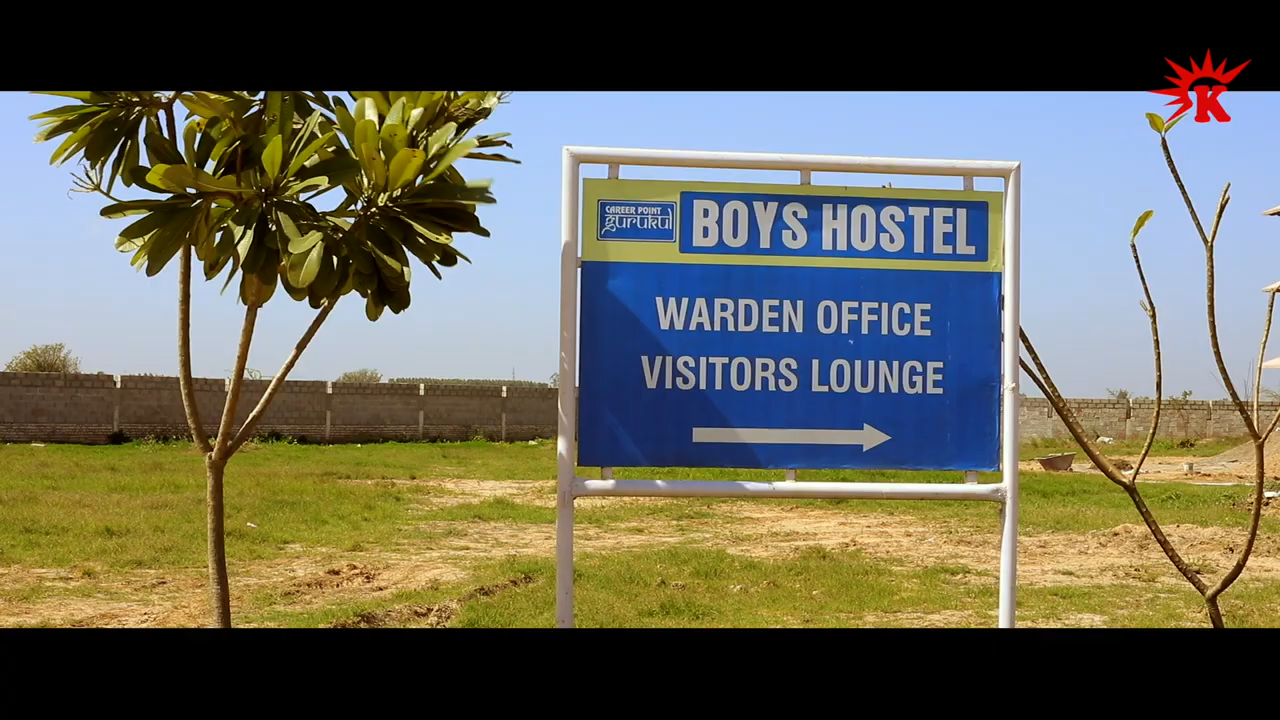 K
CAREER POINT
gurukul
BOYS HOSTEL
WARDEN OFFICE
VISITORS LOUNGE